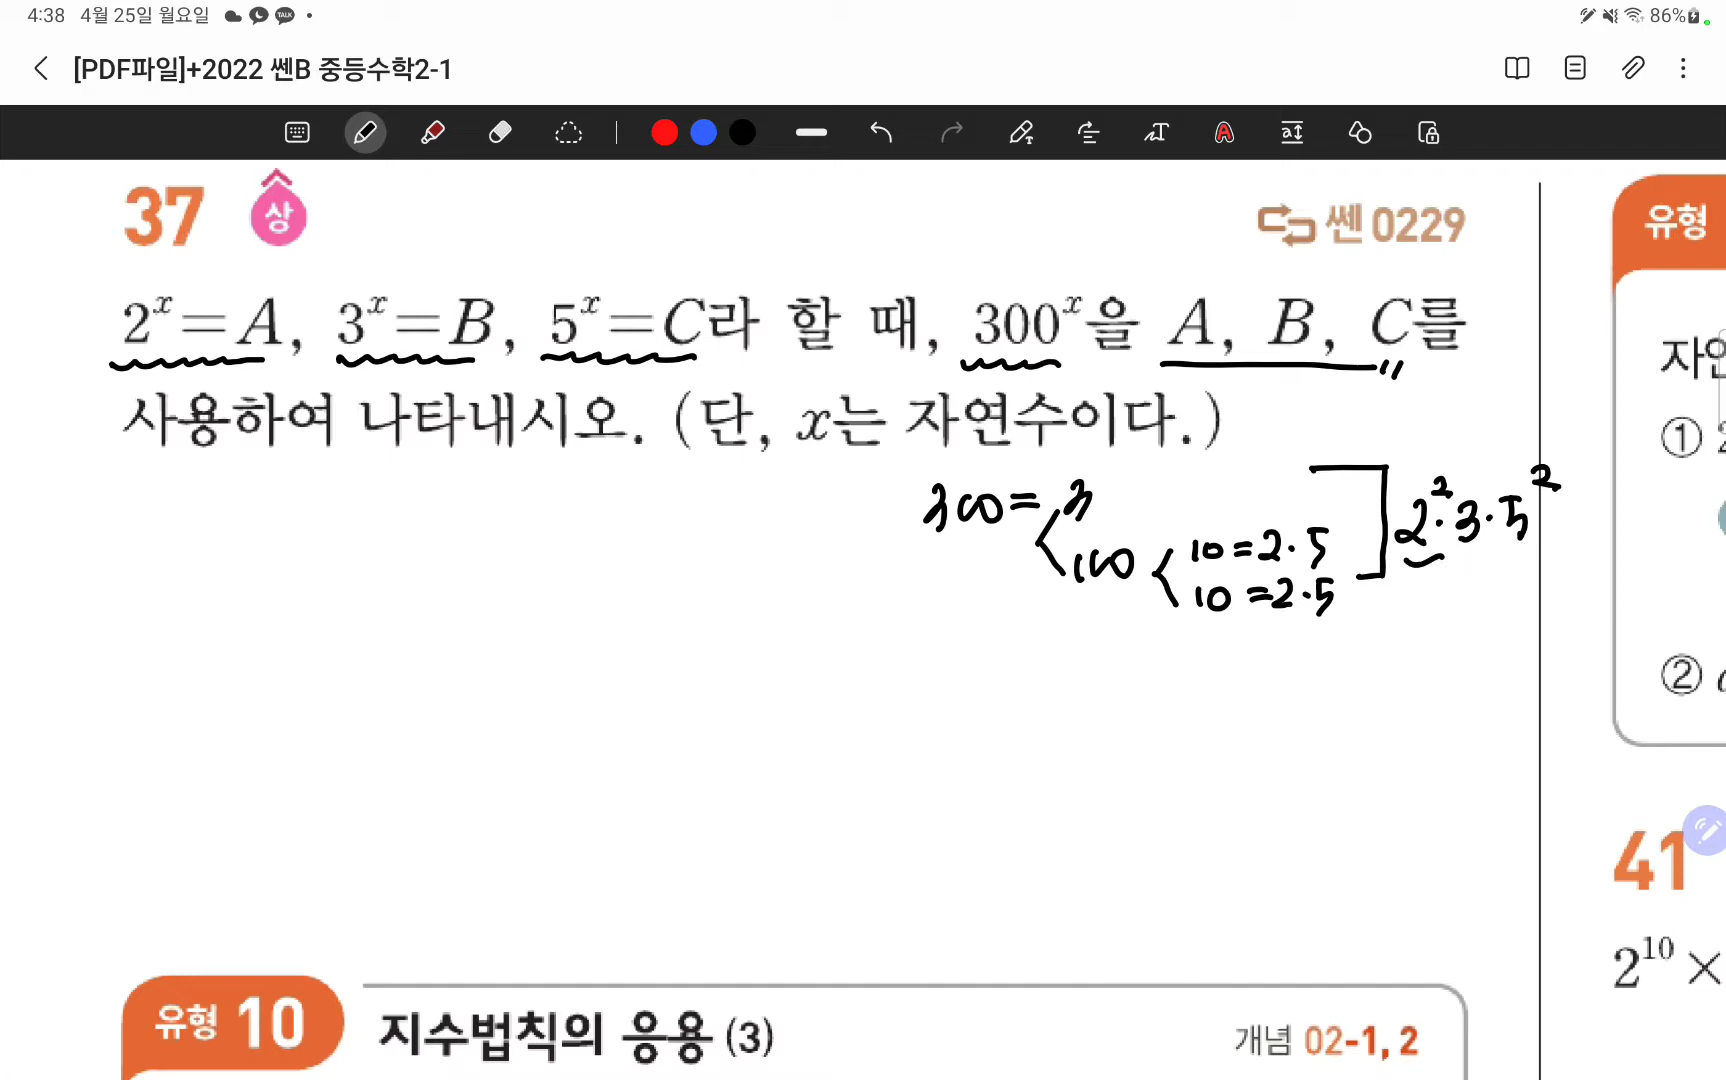 4:38 4월 25일 월요일 TALK 86%
[PDF파일]+2022 쎈B 중등수학2-1
37 상 쎈 0229
2^x=A, 3^x=B, 5^x=C라 할 때, 300^x을 A, B, C를
사용하여 나타내시오. (단, x는 자연수이다.)
300 = 3
100
10 = 2·5
10 = 2·5
2^2·3·5^2
유형 10 지수법칙의 응용 (3) 개념 02-1, 2
유형
①
②
41
2^10 ×